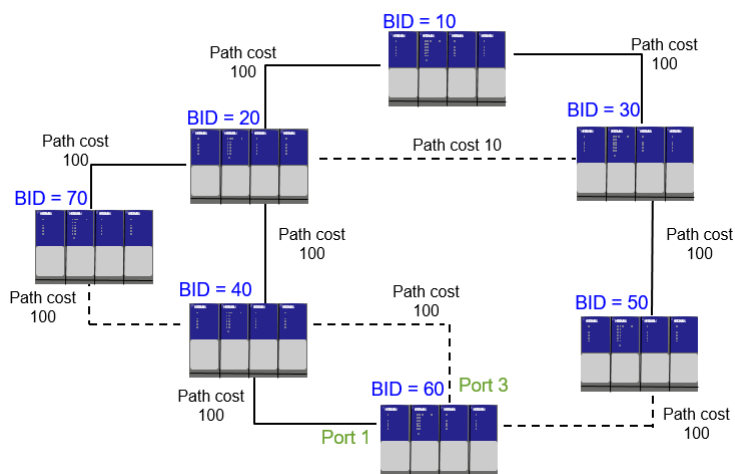 BID = 10
Path cost
100
Path cost
100
BID = 20
BID = 30
Path cost 10
Path cost
100
BID = 70
Path cost
100
Path cost
100
BID = 40
Path cost
100
Path cost
100
BID = 50
BID = 60
Port 3
Path cost
100
Port 1
Path cost
100